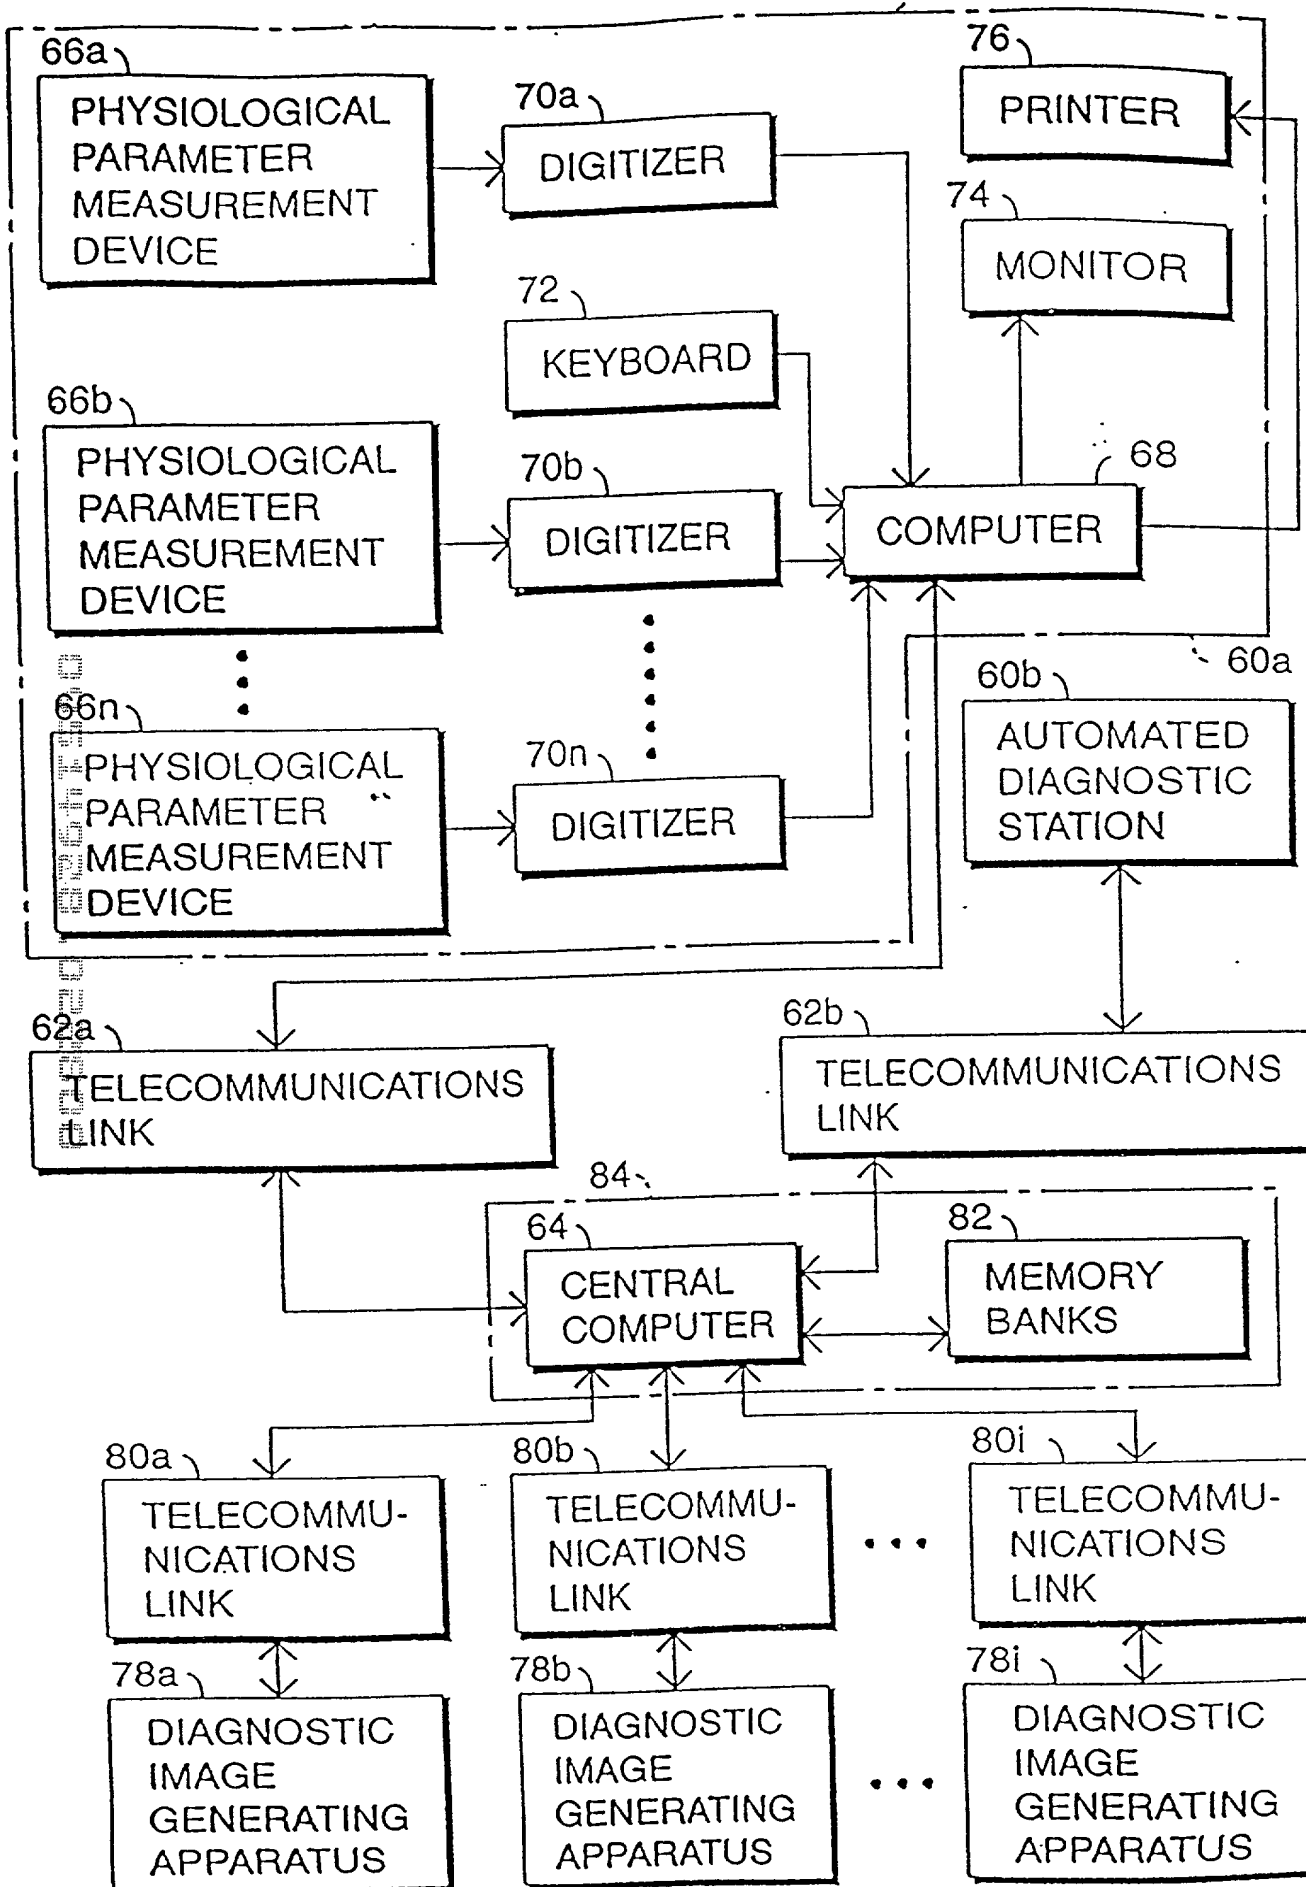 66a
PHYSIOLOGICAL
PARAMETER
MEASUREMENT
DEVICE
70a
DIGITIZER
76
PRINTER
74
MONITOR
72
KEYBOARD
66b
PHYSIOLOGICAL
PARAMETER
MEASUREMENT
DEVICE
70b
DIGITIZER
68
COMPUTER
60a
66n
PHYSIOLOGICAL
PARAMETER
MEASUREMENT
DEVICE
70n
DIGITIZER
60b
AUTOMATED
DIAGNOSTIC
STATION
62a
TELECOMMUNICATIONS
LINK
62b
TELECOMMUNICATIONS
LINK
84
64
CENTRAL
COMPUTER
82
MEMORY
BANKS
80a
TELECOMMU-
NICATIONS
LINK
80b
TELECOMMU-
NICATIONS
LINK
80i
TELECOMMU-
NICATIONS
LINK
78a
DIAGNOSTIC
IMAGE
GENERATING
APPARATUS
78b
DIAGNOSTIC
IMAGE
GENERATING
APPARATUS
78i
DIAGNOSTIC
IMAGE
GENERATING
APPARATUS